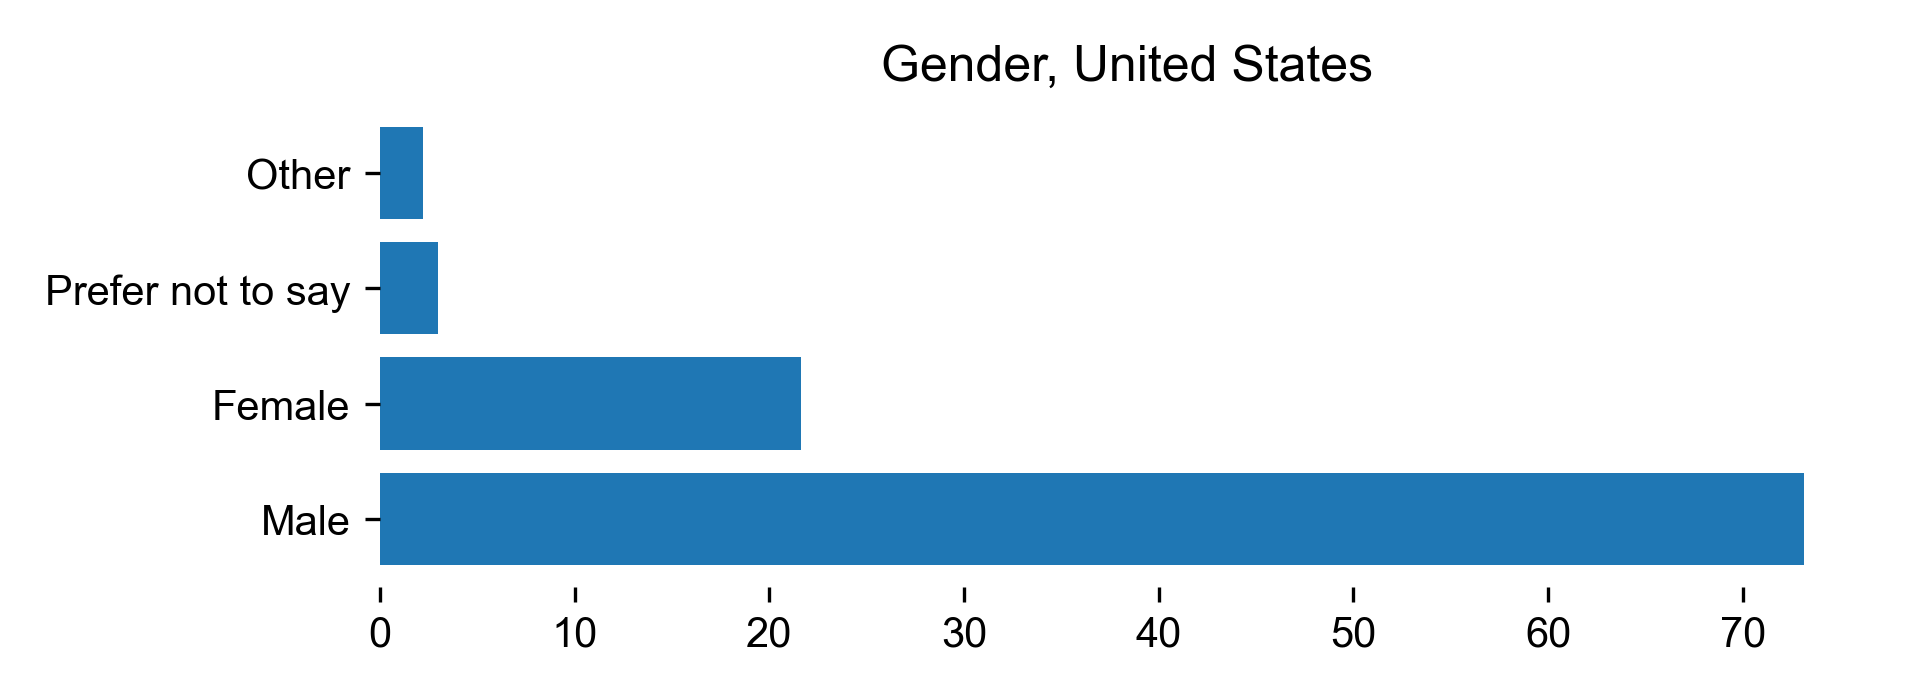 Gender, United States
Other
Prefer not to say
Female
Male
0 10 20 30 40 50 60 70